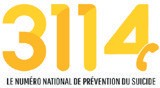 3114
LE NUMÉRO NATIONAL DE PRÉVENTION DU SUICIDE